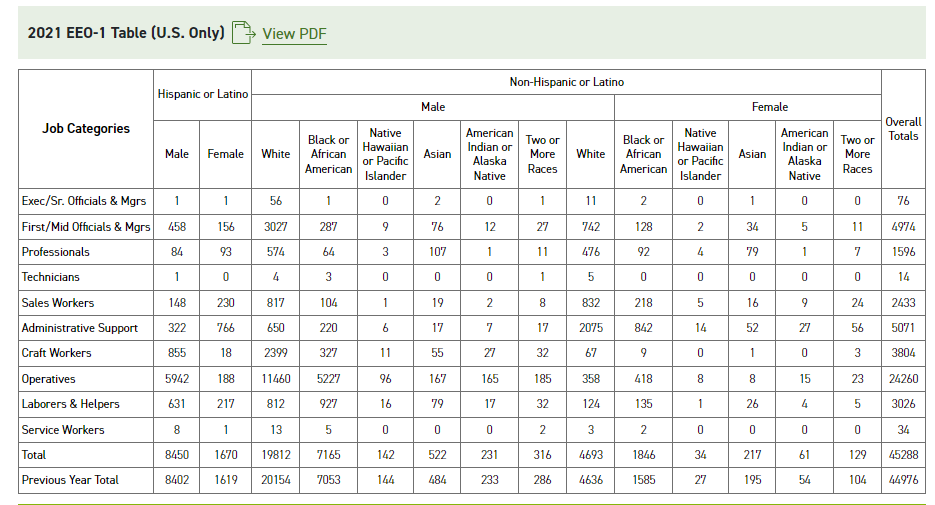 2021 EEO-1 Table (U.S. Only) View PDF
Job Categories Hispanic or Latino Non-Hispanic or Latino Overall Totals
Male Female
Male Female White Black or African American Native Hawaiian or Pacific Islander Asian American Indian or Alaska Native Two or More Races White Black or African American Native Hawaiian or Pacific Islander Asian American Indian or Alaska Native Two or More Races
Exec/Sr. Officials & Mgrs 1 1 56 1 0 2 0 1 11 2 0 1 0 0 76
First/Mid Officials & Mgrs 458 156 3027 287 9 76 12 27 742 128 2 34 5 11 4974
Professionals 84 93 574 64 3 107 1 11 476 92 4 79 1 7 1596
Technicians 1 0 4 3 0 0 0 1 5 0 0 0 0 0 14
Sales Workers 148 230 817 104 1 19 2 8 832 218 5 16 9 24 2433
Administrative Support 322 766 650 220 6 17 7 17 2075 842 14 52 27 56 5071
Craft Workers 855 18 2399 327 11 55 27 32 67 9 0 1 0 3 3804
Operatives 5942 188 11460 5227 96 167 165 185 358 418 8 8 15 23 24260
Laborers & Helpers 631 217 812 927 16 79 17 32 124 135 1 26 4 5 3026
Service Workers 8 1 13 5 0 0 0 2 3 2 0 0 0 0 34
Total 8450 1670 19812 7165 142 522 231 316 4693 1846 34 217 61 129 45288
Previous Year Total 8402 1619 20154 7053 144 484 233 286 4636 1585 27 195 54 104 44976